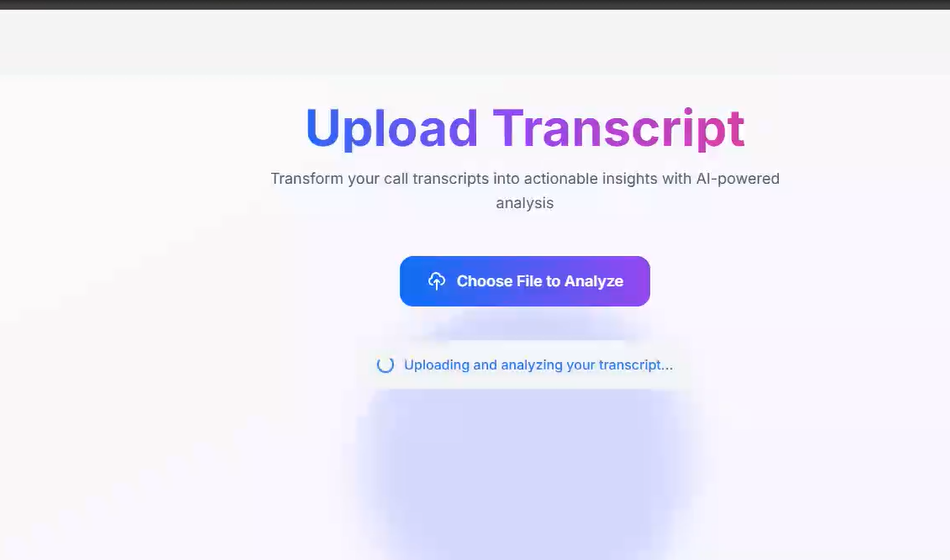 Upload Transcript
Transform your call transcripts into actionable insights with AI-powered
analysis
Choose File to Analyze
Uploading and analyzing your transcript...